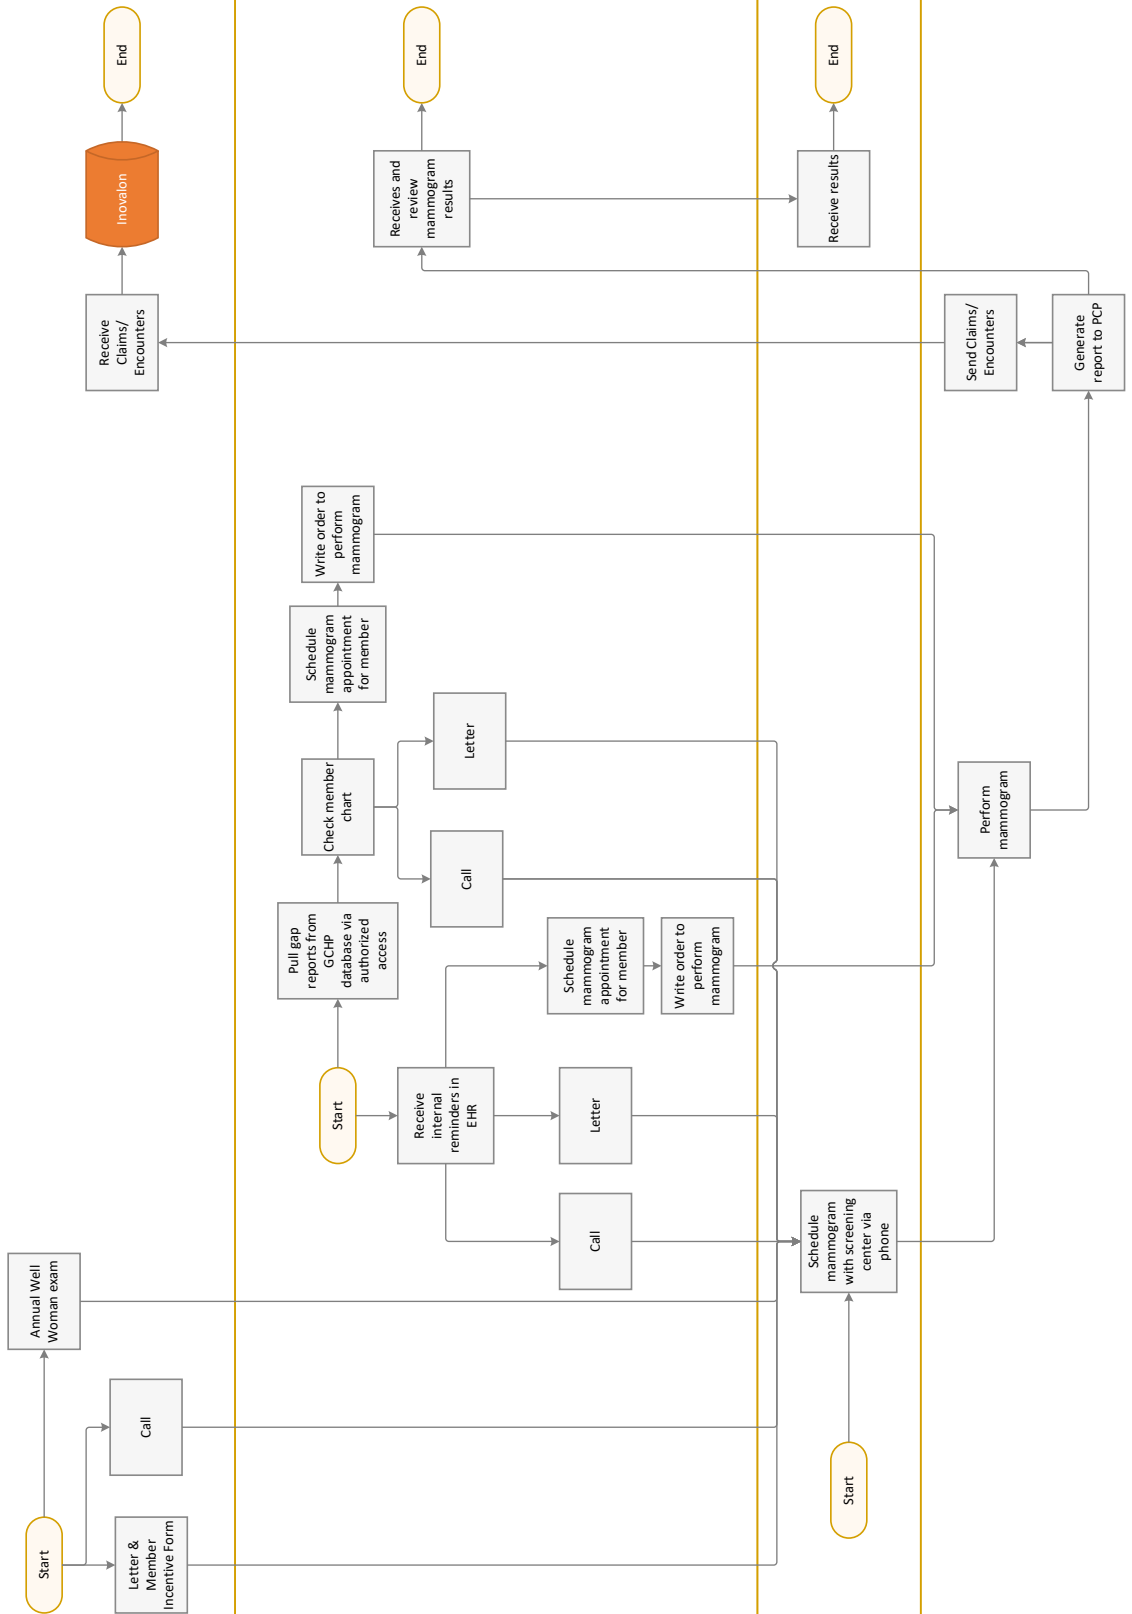 Start
Letter &
Member
Incentive Form
Call
Annual Well
Woman exam
Receive
Claims/
Encounters
Inovalon
End
Start
Pull gap
reports from
GCHP
database via
authorized
access
Check member
chart
Schedule
mammogram
appointment
for member
Write order to
perform
mammogram
Call
Letter
Receive
internal
reminders in
EHR
Call
Letter
Schedule
mammogram
appointment
for member
Write order to
perform
mammogram
Receives and
review
mammogram
results
End
Start
Schedule
mammogram
with screening
center via
phone
Receive results
End
Perform
mammogram
Send Claims/
Encounters
Generate
report to PCP